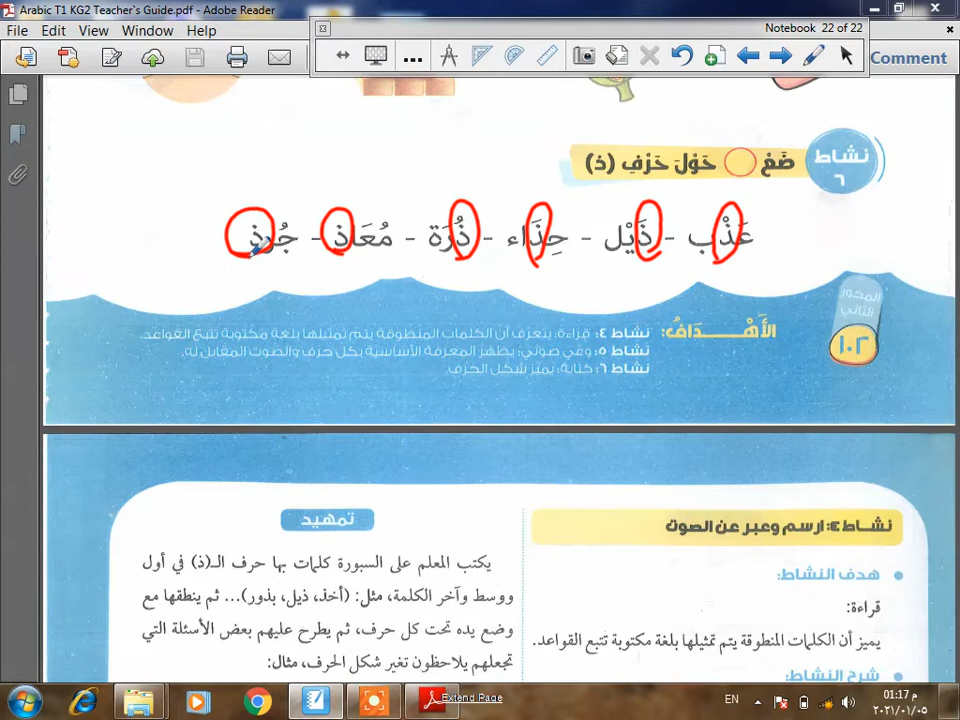 Arabic T1 KG2 Teacher`s Guide.pdf - Adobe Reader
File Edit View Window Help
Notebook 22 of 22
Comment
نشاط ٦
ضَعْ حَوْلَ حَرْفِ (ذ)
عَذْب - ذَيْل - حِذَاء - ذُرَة - مُعَاذ - جُرذ
المحور الثاني
١٠٢
الأَهْـــدَافُ:
نشاط ٤: قراءة، يتعرف أن الكلمات المنطوقة يتم تمثيلها بلغة مكتوبة تتبع القواعد.
نشاط ٥: وعي صوتي: يظهر المعرفة الأساسية بكل حرف والصوت المقابل له.
نشاط ٦: كتابة: يميز شكل الحرف.
نشاط ٤: ارسم وعبر عن الصوت
هدف النشاط:
قراءة:
يميز أن الكلمات المنطوقة يتم تمثيلها بلغة مكتوبة تتبع القواعد.
شرح النشاط:
تمهيد
يكتب المعلم على السبورة كلمات بها حرف الـ(ذ) في أول
ووسط وآخر الكلمة، مثل: (أخذ، ذيل، بذور)... ثم ينطقها مع
وضع يده تحت كل حرف، ثم يطرح عليهم بعض الأسئلة التي
تجعلهم يلاحظون تغير شكل الحرف، مثال:
Extend Page
EN
٠١:١٧ م
٢٠٢١/٠١/٠٥